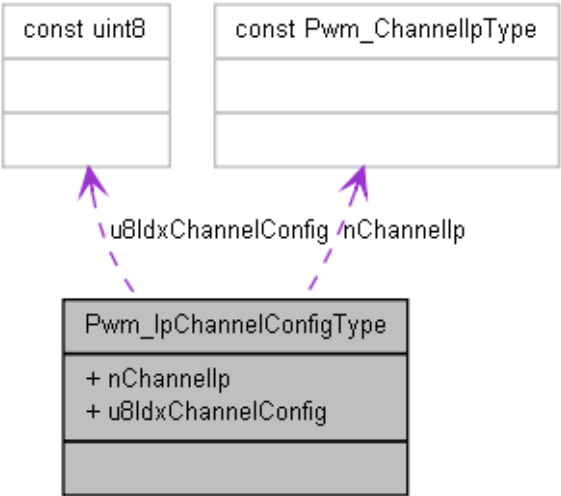 const uint8
const Pwm_ChannelIpType
u8IdxChannelConfig
nChannelIp
Pwm_IpChannelConfigType
+ nChannelIp
+ u8IdxChannelConfig